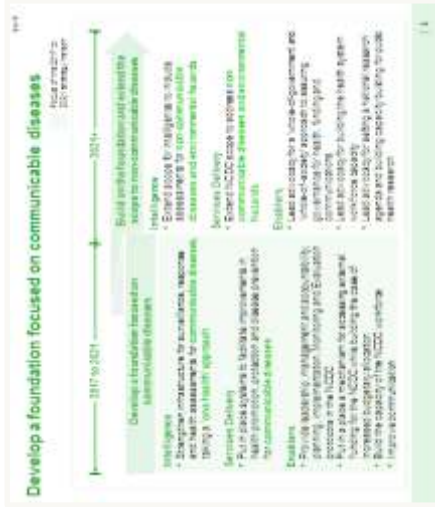 Develop a foundation focused on communicable diseases
2017 to 2021
2021+
Develop a foundation focused on
communicable diseases
Intelligence
• Strengthen infrastructure for surveillance, response
and health assessments for communicable diseases,
taking a 'one health' approach
Services Delivery
• Put in place systems to facilitate improvements in
health promotion, protection and disease prevention
for communicable diseases
Enablers
• Provide leadership, management and accountability,
planning, implementation, Monitoring and Evaluation
protocols in the NCDC
• Put in place a mechanism for accessing external
funding for the NCDC while building the case of
increased budgetary allocation
• Build the capacity of the NCDC workforce
• Improve communication
Build on the foundation and extend the
scope to non-communicable diseases
Intelligence
• Extend scope for intelligence to include
assessments for non-communicable
diseases and environmental hazards
Services Delivery
• Extend NCDC scope to address non
communicable diseases and environmental
hazards
Enablers
• Lead advocacy for a 'whole-of-government and
whole-of-society' approach to assuring
governance for health, funding and
communications
• Lead advocacy for building the health system
workforce capacity
• Lead advocacy for setting a national research
agenda and building capacity building for public
health research